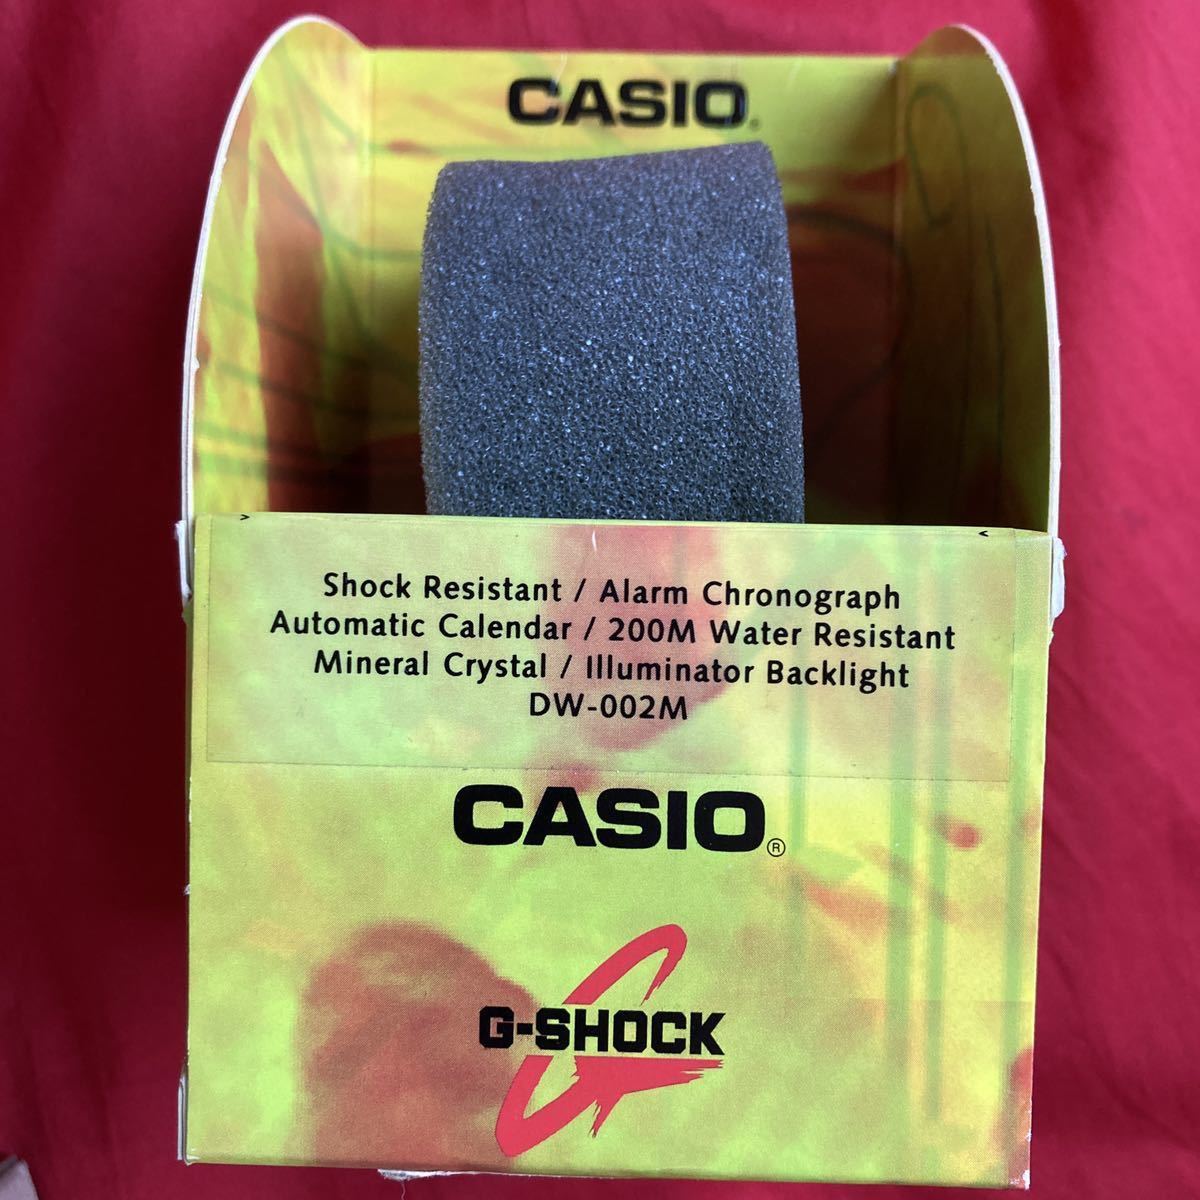 CASIO
Shock Resistant / Alarm Chronograph
Automatic Calendar / 200M Water Resistant
Mineral Crystal / Illuminator Backlight
DW-002M
CASIO®
G-SHOCK